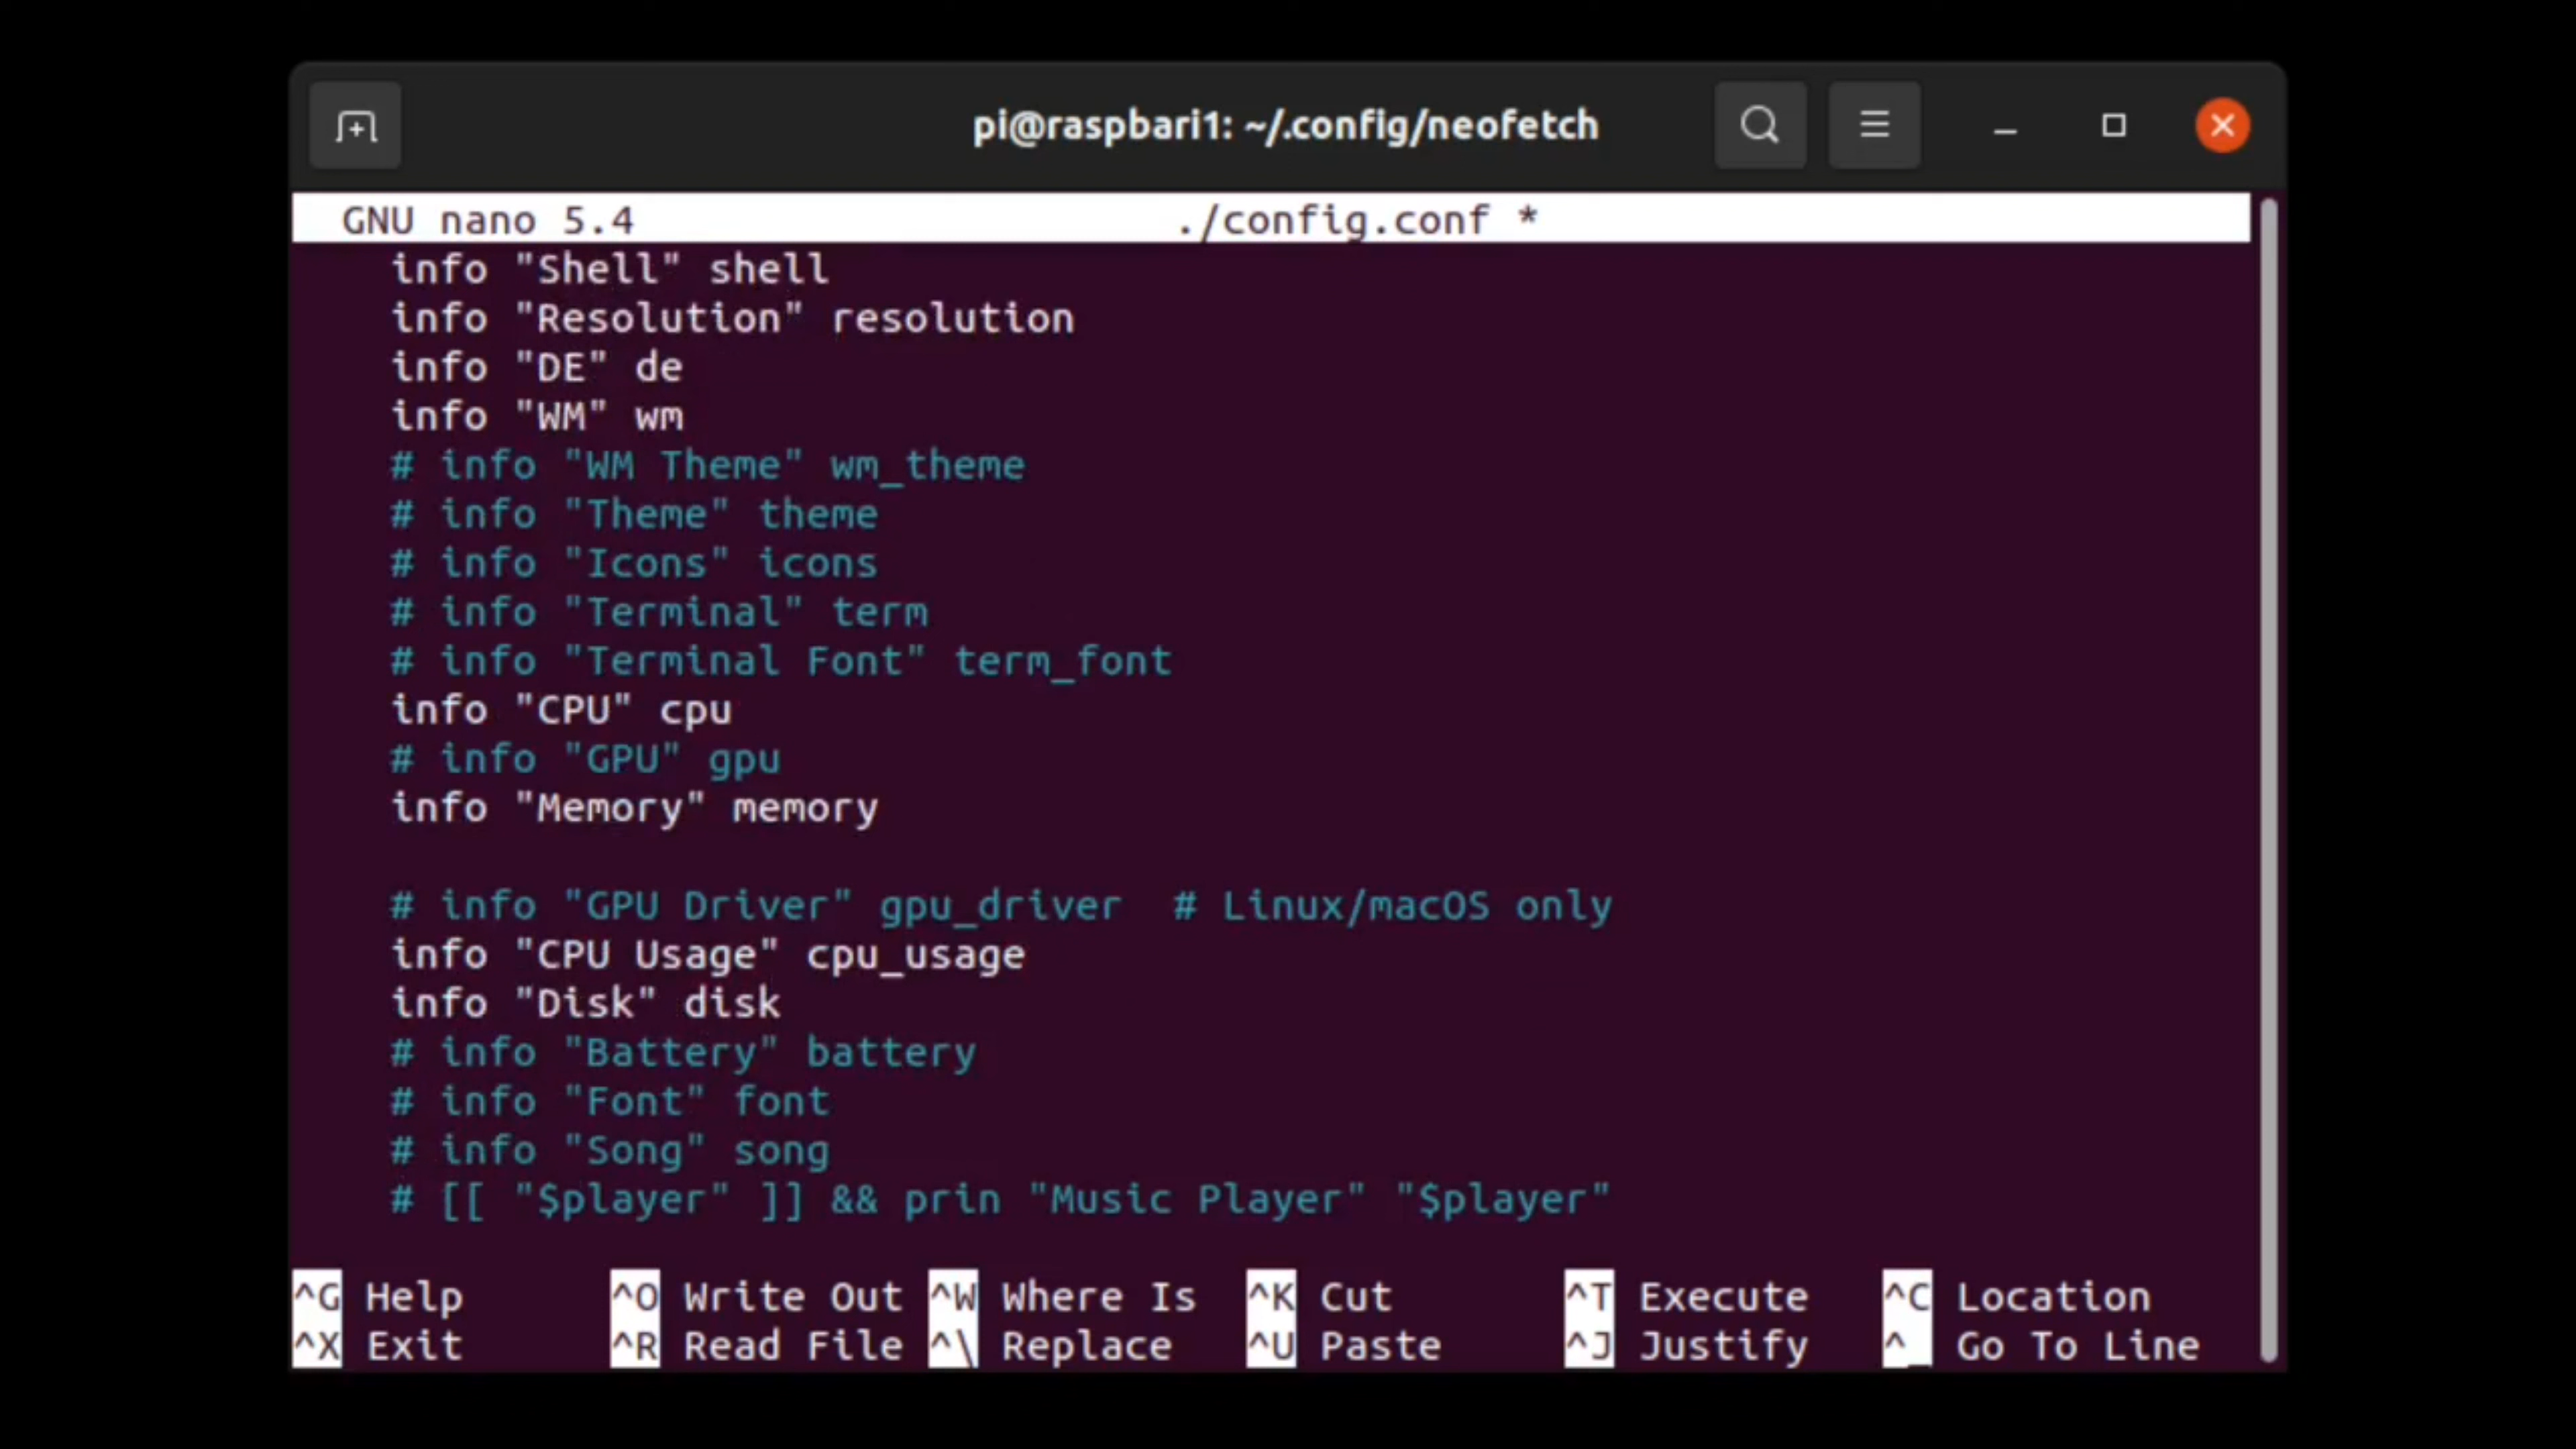 pi@raspbari1: ~/.config/neofetch
GNU nano 5.4 ./config.conf *
info "Shell" shell
info "Resolution" resolution
info "DE" de
info "WM" wm
# info "WM Theme" wm_theme
# info "Theme" theme
# info "Icons" icons
# info "Terminal" term
# info "Terminal Font" term_font
info "CPU" cpu
# info "GPU" gpu
info "Memory" memory
# info "GPU Driver" gpu_driver  # Linux/macOS only
info "CPU Usage" cpu_usage
info "Disk" disk
# info "Battery" battery
# info "Font" font
# info "Song" song
# [[ "$player" ]] && prin "Music Player" "$player"
^G Help ^O Write Out ^W Where Is ^K Cut ^T Execute ^C Location
^X Exit ^R Read File ^\ Replace ^U Paste ^J Justify ^_ Go To Line